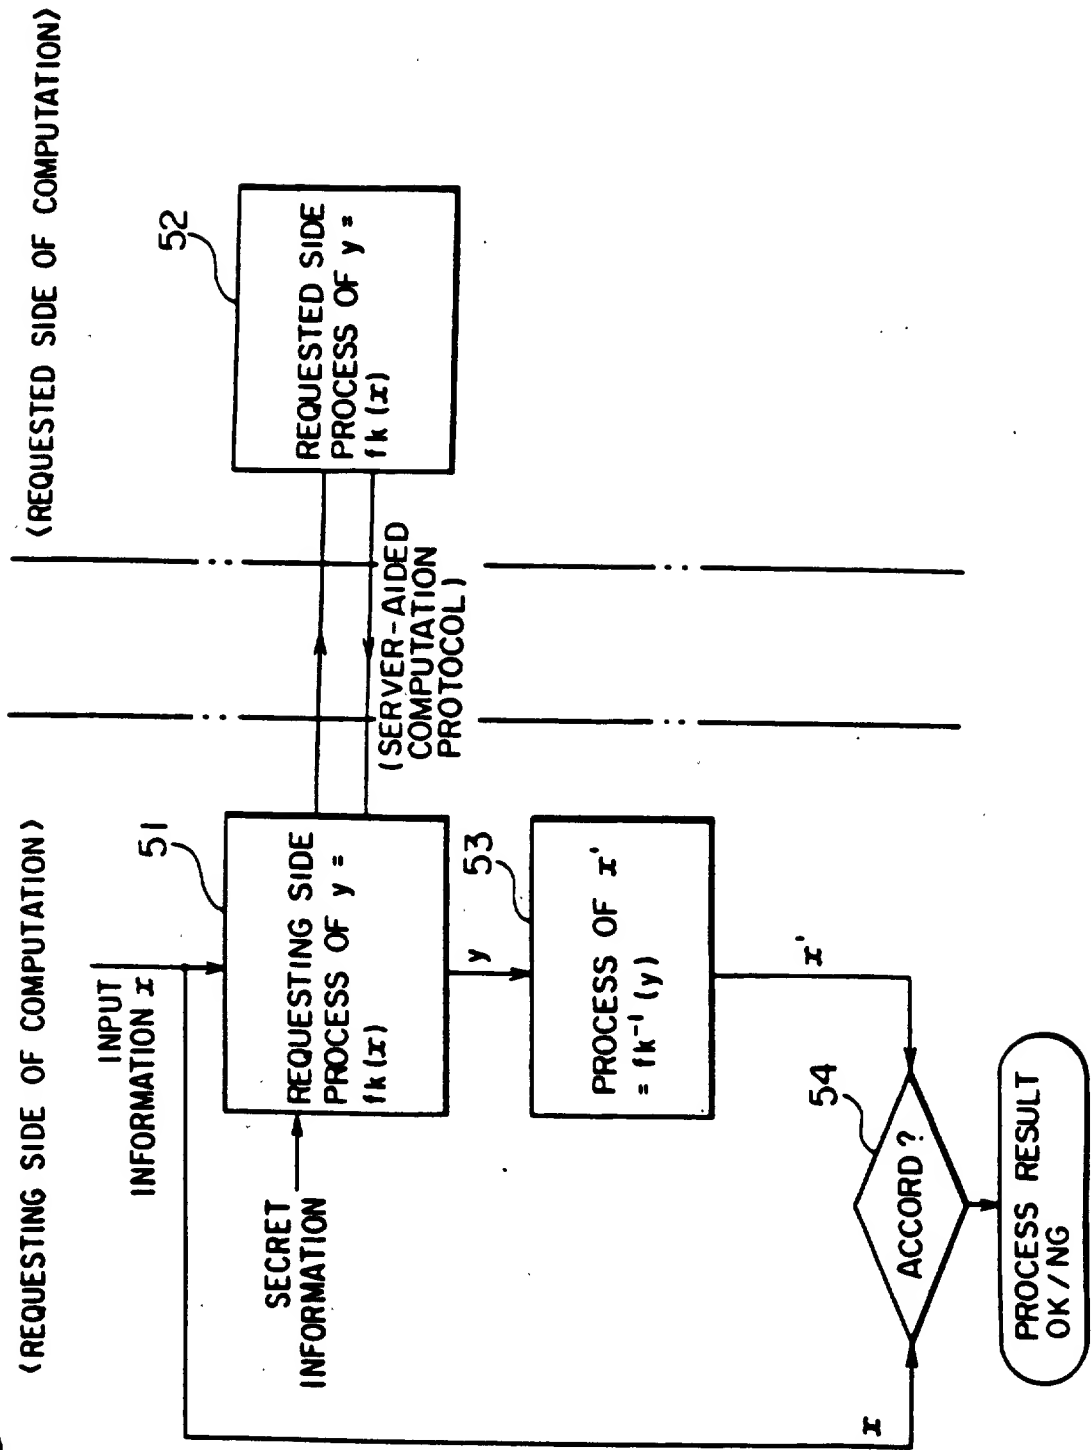 <REQUESTING SIDE OF COMPUTATION>
<REQUESTED SIDE OF COMPUTATION>
INPUT
INFORMATION x
51
REQUESTING SIDE
PROCESS OF y =
fk(x)
SECRET
INFORMATION
(SERVER-AIDED
COMPUTATION
PROTOCOL)
52
REQUESTED SIDE
PROCESS OF y =
fk(x)
y
53
PROCESS OF x'
= fk⁻¹(y)
x'
54
ACCORD?
x
PROCESS RESULT
OK/NG